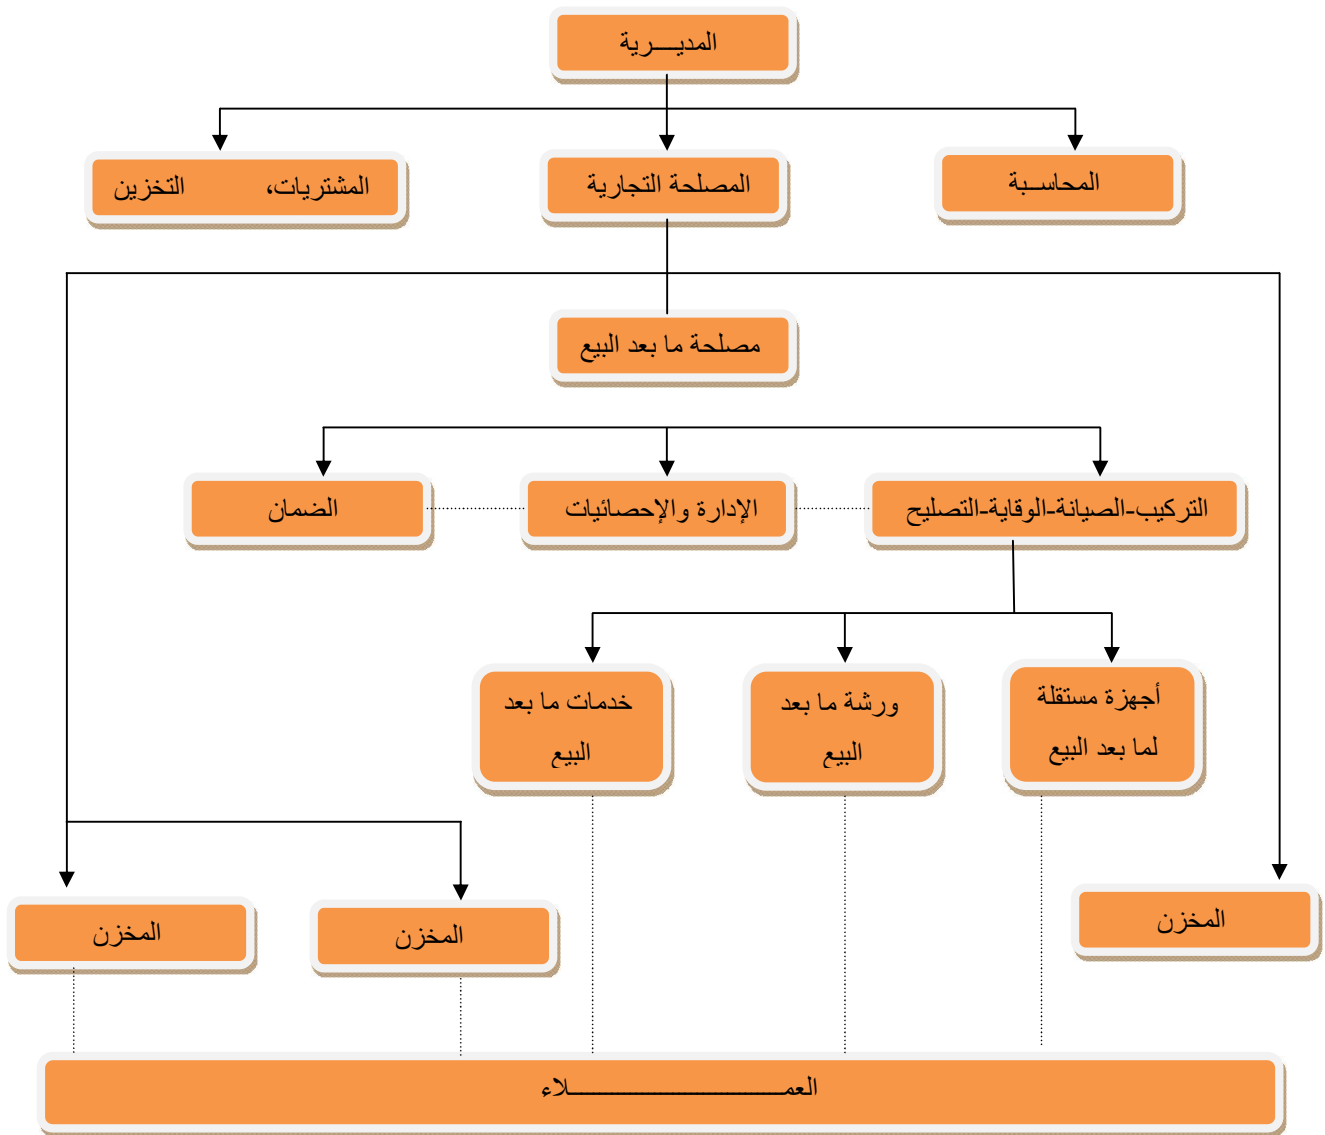 المديـــرية
المحاسـبة
المصلحة التجارية
المشتريات، التخزين
مصلحة ما بعد البيع
التركيب-الصيانة-الوقاية-التصليح
الإدارة والإحصائيات
الضمان
أجهزة مستقلة
لما بعد البيع
ورشة ما بعد
البيع
خدمات ما بعد
البيع
المخزن
المخزن
المخزن
العمـــــــــــــــــــــــــلاء